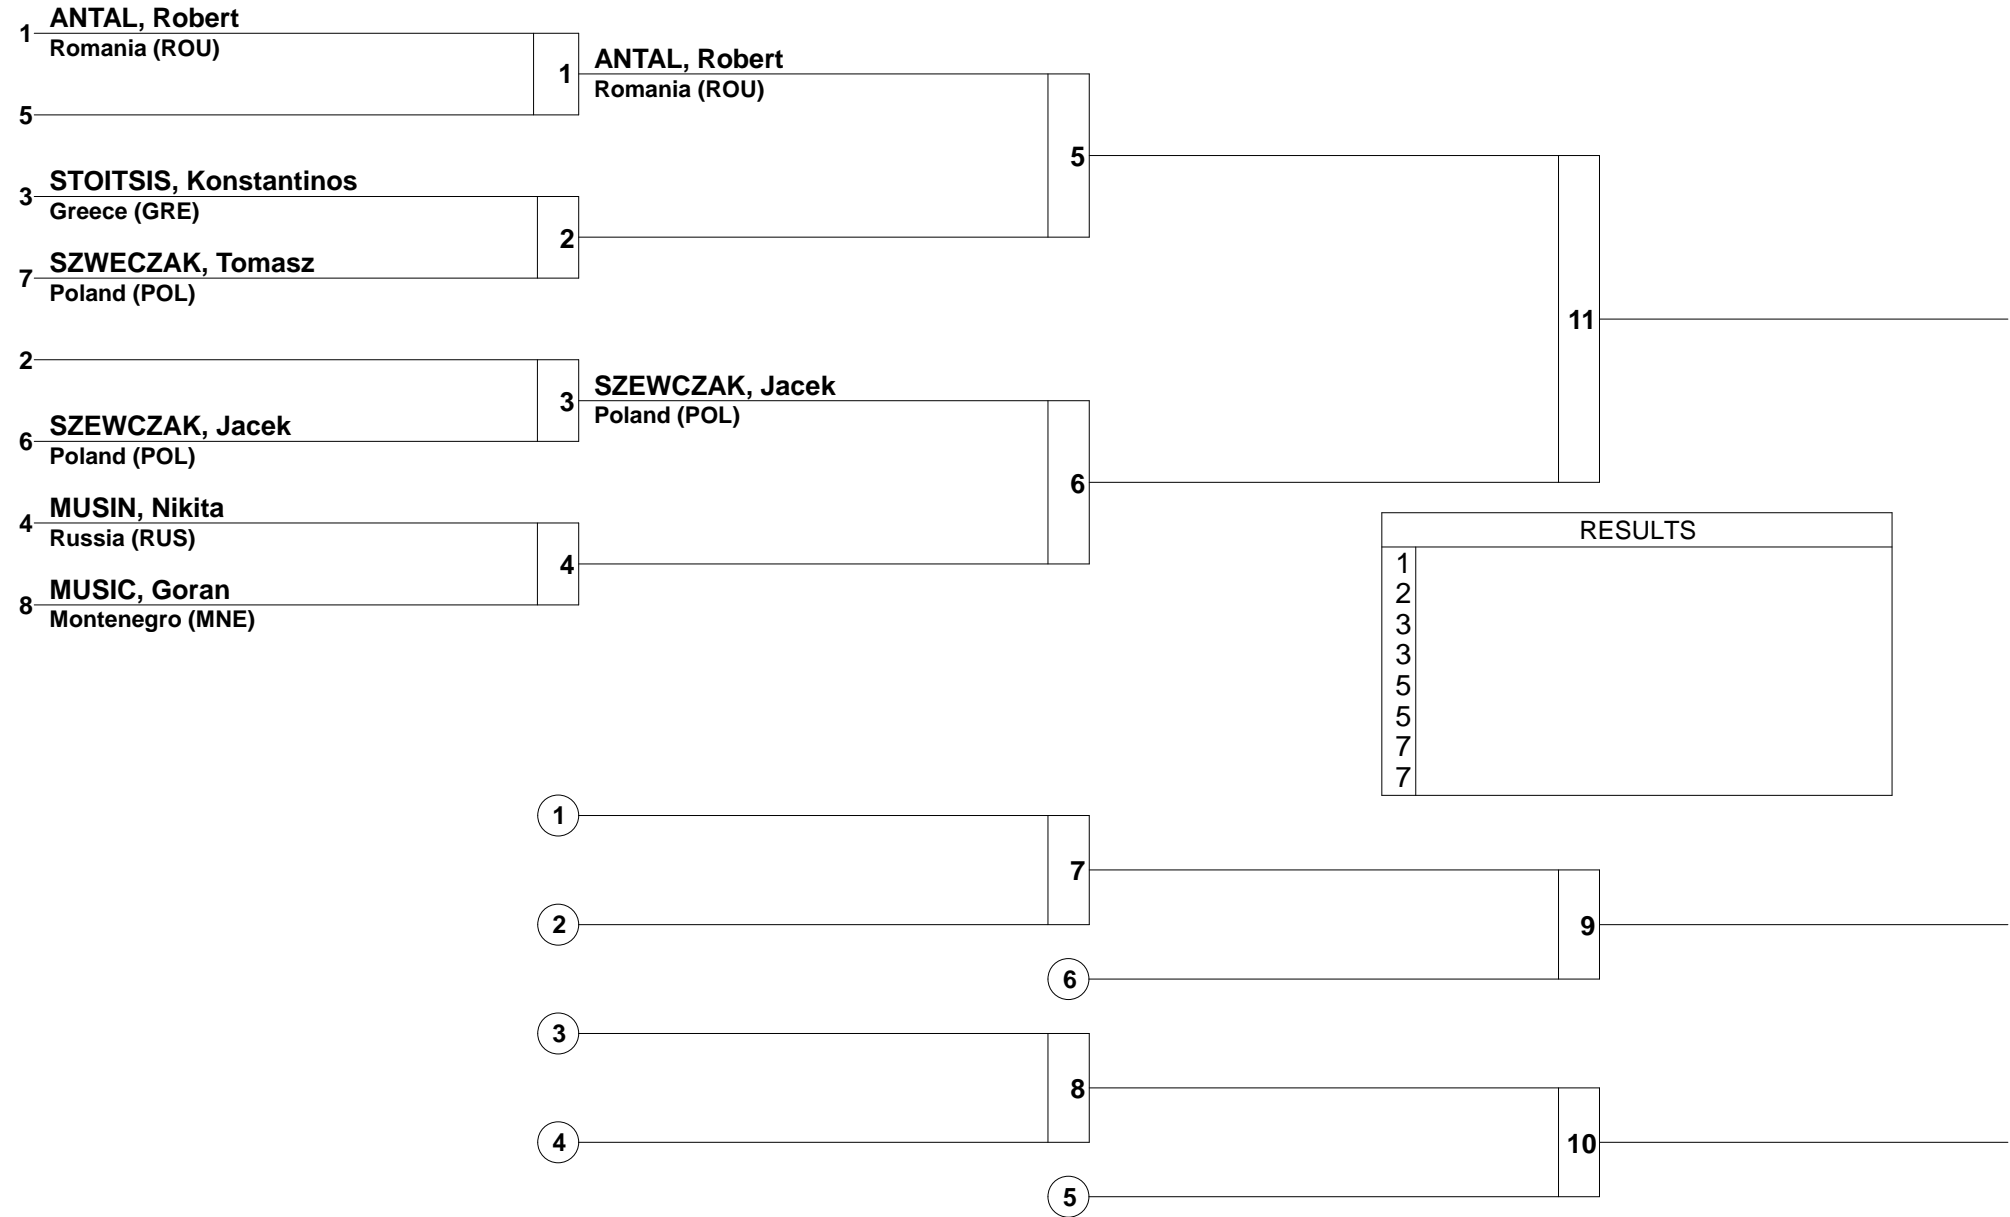 1 ANTAL, Robert
Romania (ROU)
5
1
3 STOITSIS, Konstantinos
Greece (GRE)
7 SZWECZAK, Tomasz
Poland (POL)
2
2
6 SZEWCZAK, Jacek
Poland (POL)
3
4 MUSIN, Nikita
Russia (RUS)
8 MUSIC, Goran
Montenegro (MNE)
4
ANTAL, Robert
Romania (ROU)
5
SZEWCZAK, Jacek
Poland (POL)
6
11
RESULTS
1
2
3
3
5
5
7
7
1
2
7
6
9
3
4
8
5
10